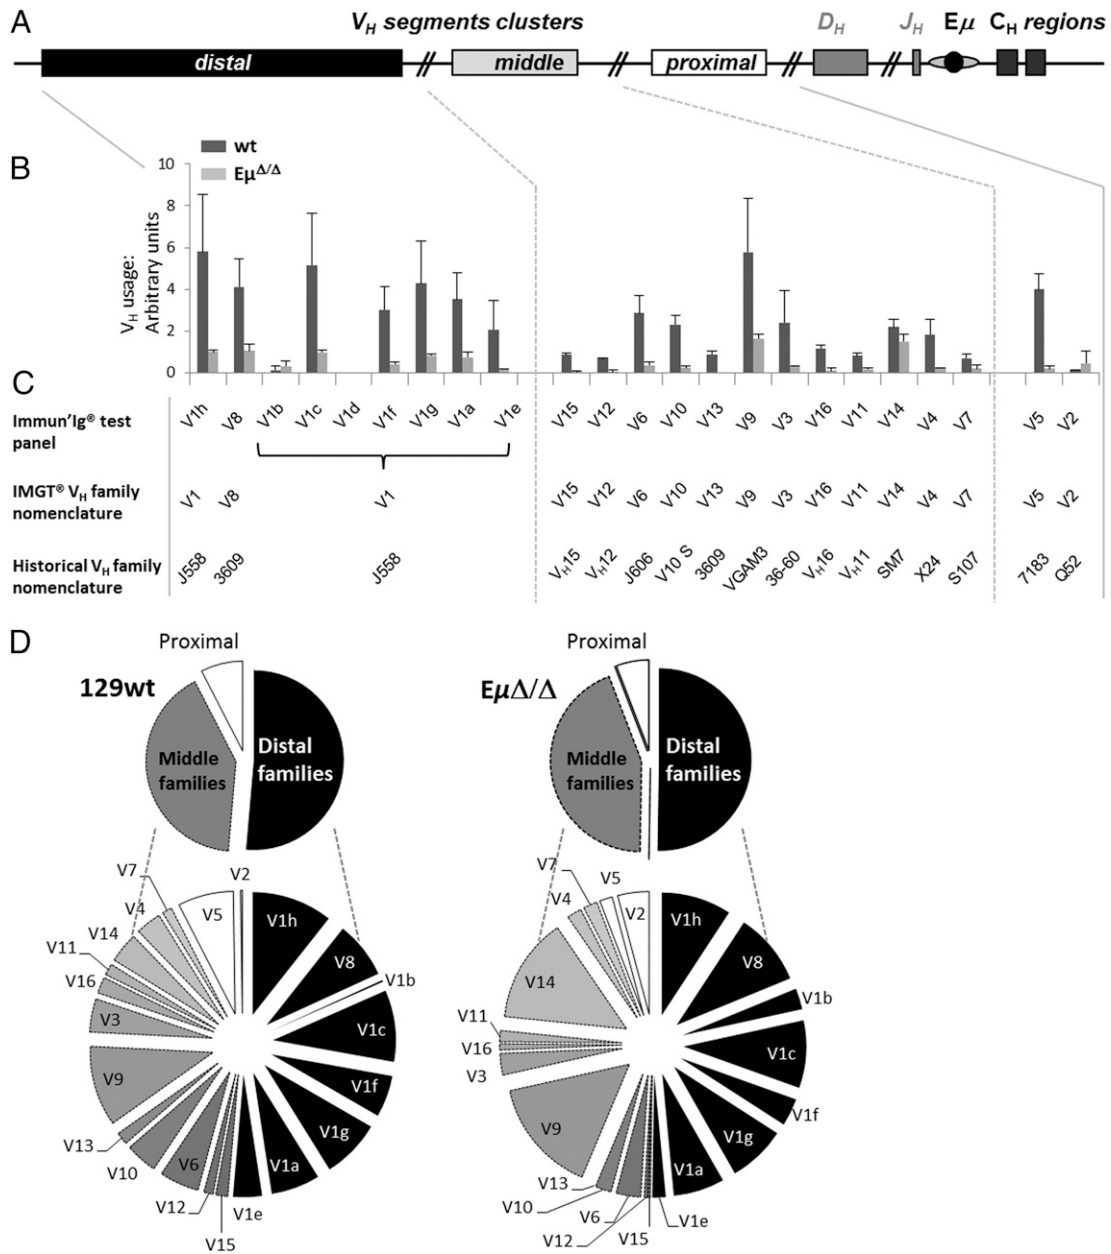 A
V_H segments clusters
D_H J_H Eμ C_H regions
distal // middle // proximal // //
B
wt
Eμ^Δ/Δ
V_H usage:
Arbitrary units
10
8
6
4
2
0
C
Immun'Ig® test
panel
V1h V8 V1b V1c V1d V1f V1g V1a V1e V15 V12 V6 V10 V13 V9 V3 V16 V11 V14 V4 V7 V5 V2
IMGT® V_H family
nomenclature
V1 V8 V1 V15 V12 V6 V10 V13 V9 V3 V16 V11 V14 V4 V7 V5 V2
Historical V_H family
nomenclature
J558 3609 J558 V_H15 V_H12 J606 V10 S 3609 VGAM3 36-60 V_H16 V_H11 SM7 X24 S107 7183 Q52
D
Proximal
129wt
Middle
families
Distal
families
V1h
V8
V1b
V1c
V1f
V1g
V1a
V1e
V15
V12
V6
V10
V13
V9
V3
V16
V11
V14
V4
V7
V5
V2
Proximal
EμΔ/Δ
Middle
families
Distal
families
V1h
V8
V1b
V1c
V1f
V1g
V1a
V1e
V15
V12
V6
V10
V13
V9
V3
V16
V11
V14
V4
V7
V5
V2